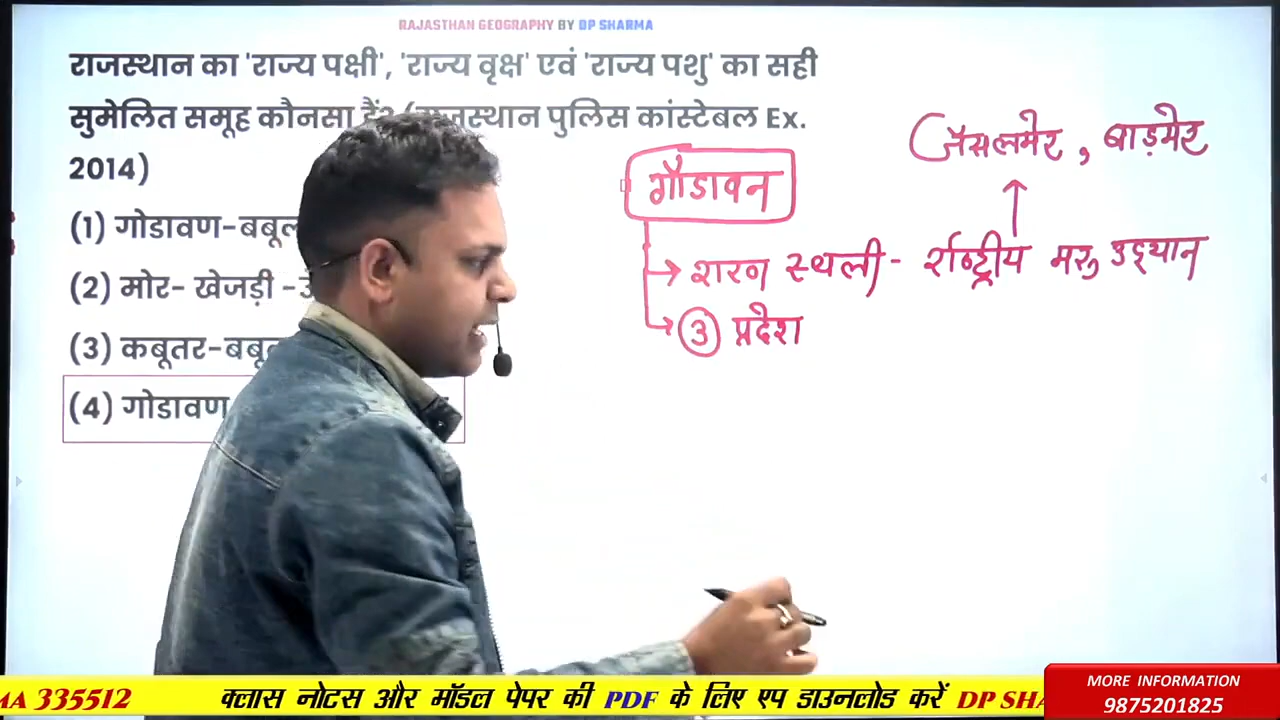 RAJASTHAN GEOGRAPHY BY DP SHARMA
राजस्थान का 'राज्य पक्षी', 'राज्य वृक्ष' एवं 'राज्य पशु' का सही
सुमेलित समूह कौनसा हैं? (राजस्थान पुलिस कांस्टेबल Ex.
2014)
(1) गोडावण-बबूल
(2) मोर- खेजड़ी -
(3) कबूतर-बबूल
(4) गोडावण
जैसलमेर, बाड़मेर
गौडावन
शरण स्थली - र्राष्ट्रीय मरु उद्यान
③ प्रदेश
MA 335512 क्लास नोटस और मॉडल पेपर की PDF के लिए एप डाउनलोड करें DP SHA
MORE INFORMATION
9875201825